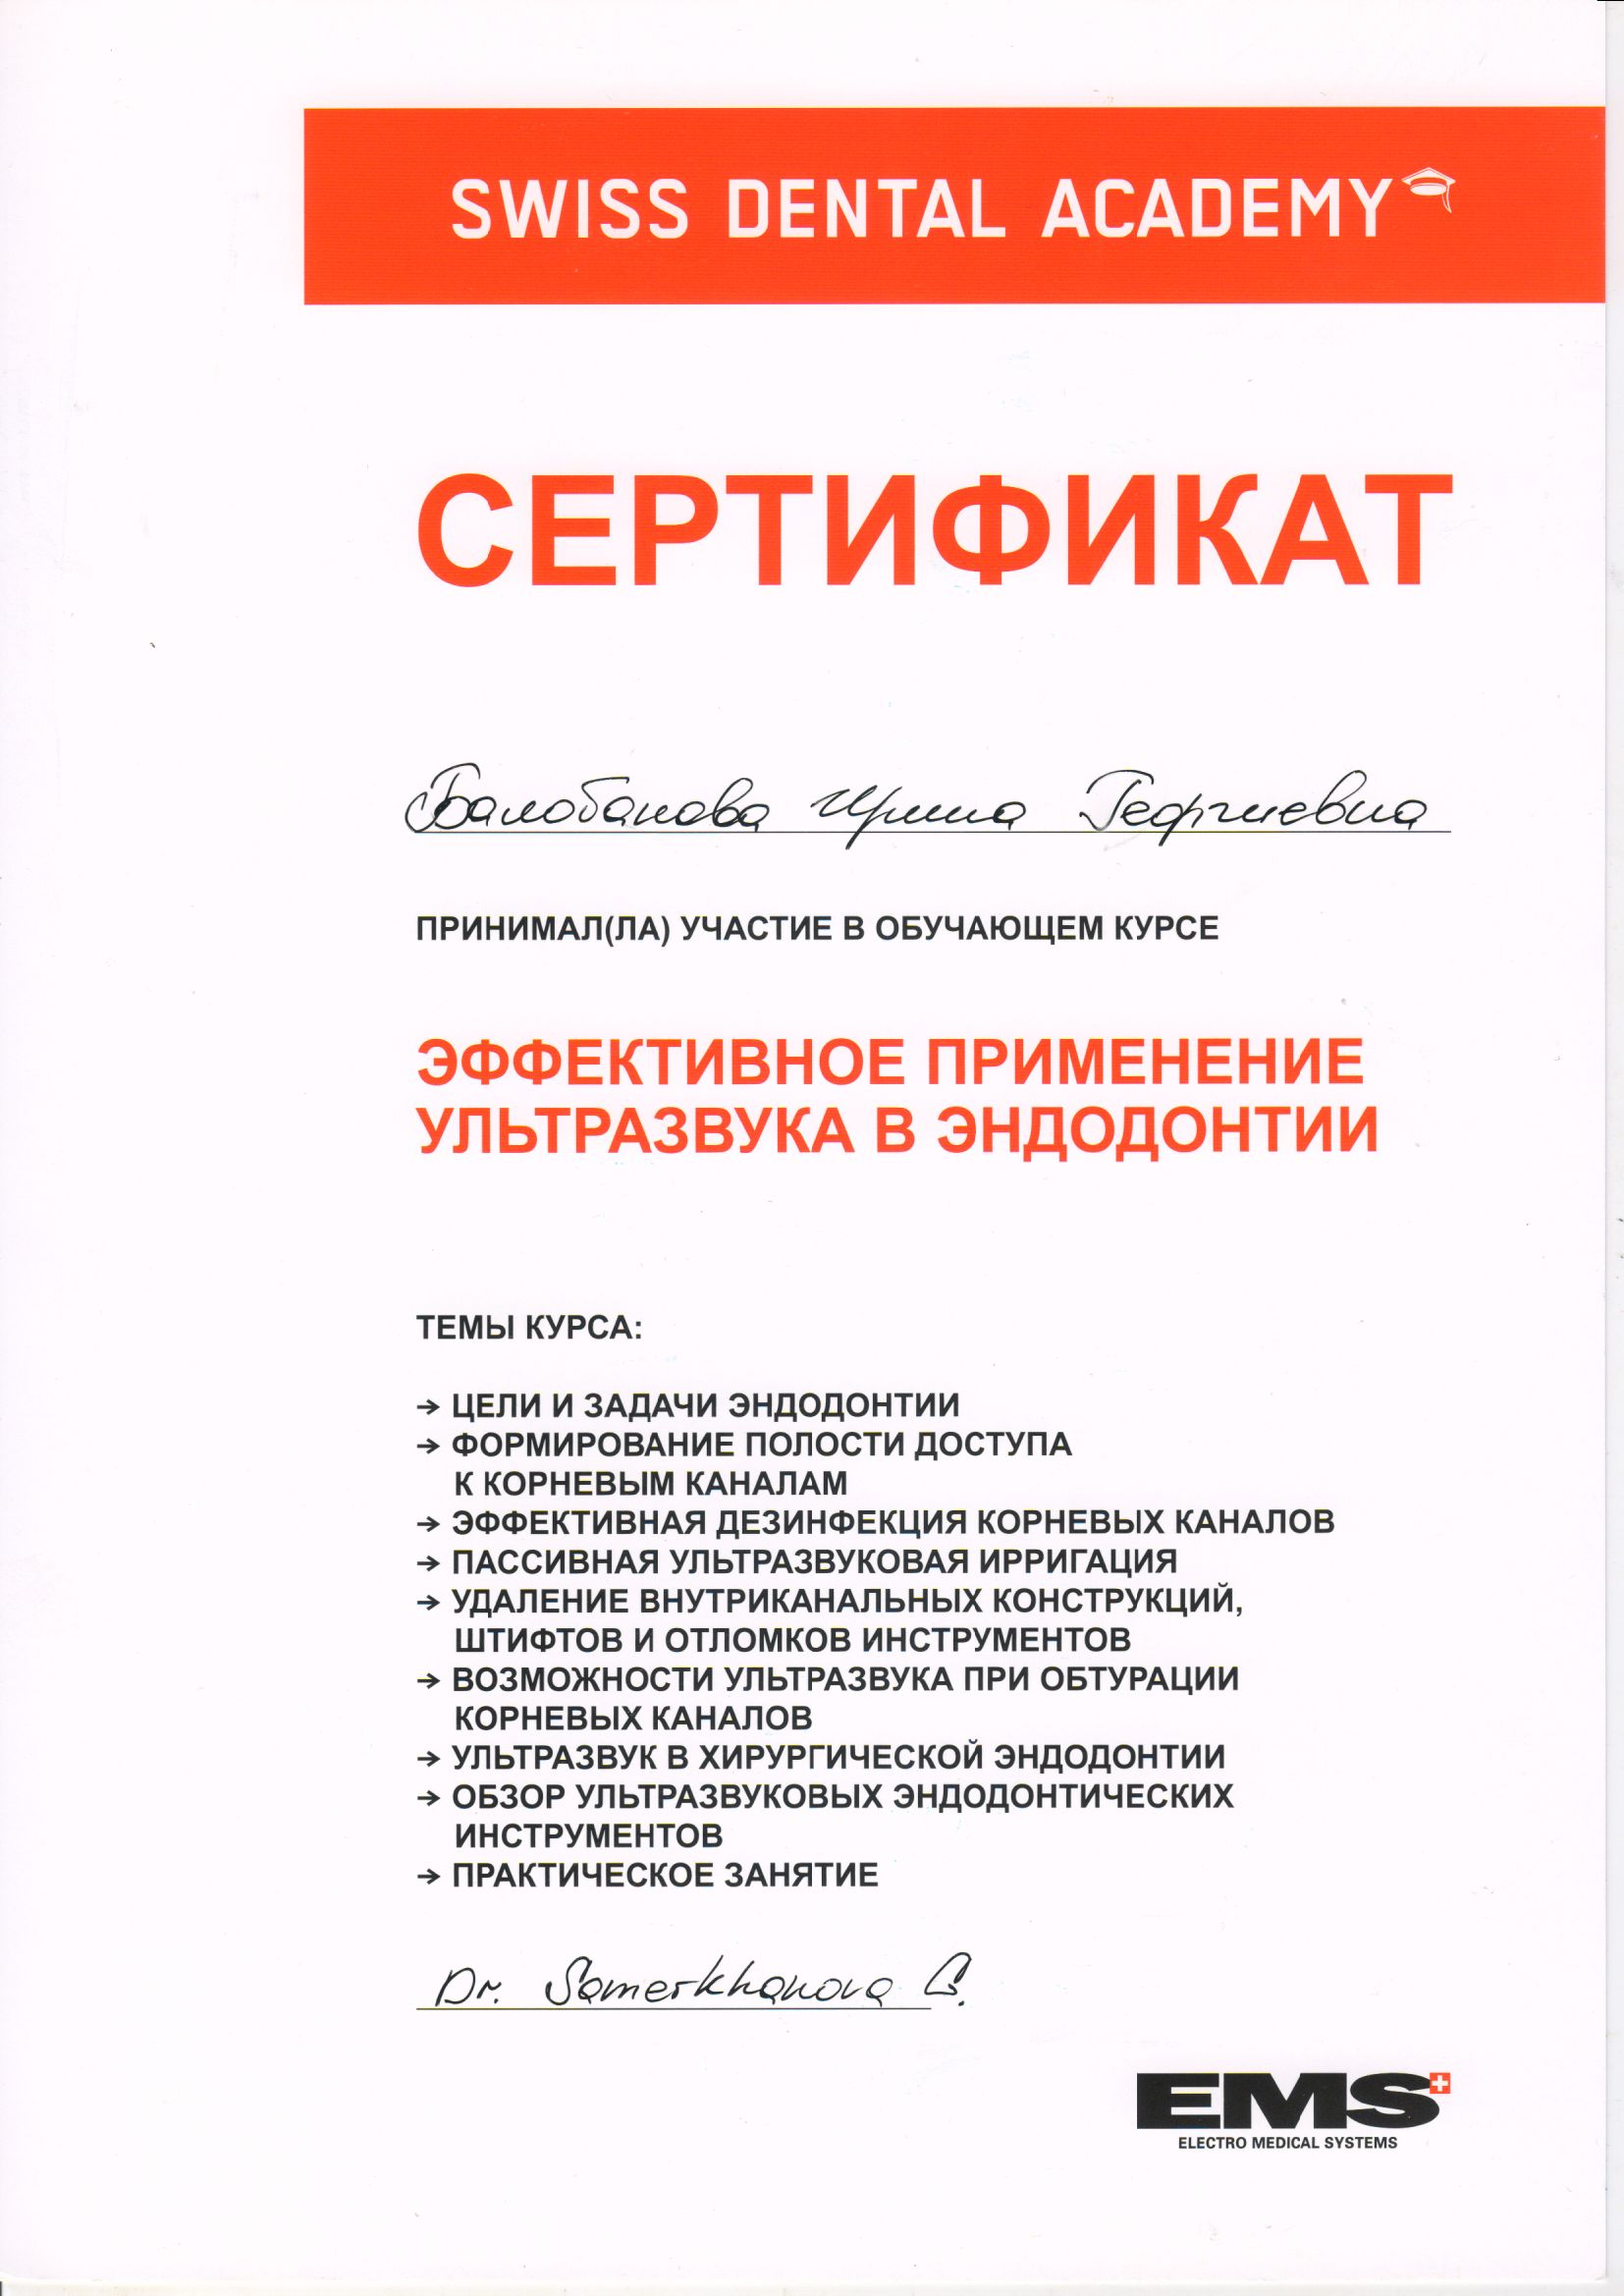 SWISS DENTAL ACADEMY
СЕРТИФИКАТ
Балобанова Ирина Георгиевна
ПРИНИМАЛ(ЛА) УЧАСТИЕ В ОБУЧАЮЩЕМ КУРСЕ
ЭФФЕКТИВНОЕ ПРИМЕНЕНИЕ
УЛЬТРАЗВУКА В ЭНДОДОНТИИ
ТЕМЫ КУРСА:
→ ЦЕЛИ И ЗАДАЧИ ЭНДОДОНТИИ
→ ФОРМИРОВАНИЕ ПОЛОСТИ ДОСТУПА
К КОРНЕВЫМ КАНАЛАМ
→ ЭФФЕКТИВНАЯ ДЕЗИНФЕКЦИЯ КОРНЕВЫХ КАНАЛОВ
→ ПАССИВНАЯ УЛЬТРАЗВУКОВАЯ ИРРИГАЦИЯ
→ УДАЛЕНИЕ ВНУТРИКАНАЛЬНЫХ КОНСТРУКЦИЙ,
ШТИФТОВ И ОТЛОМКОВ ИНСТРУМЕНТОВ
→ ВОЗМОЖНОСТИ УЛЬТРАЗВУКА ПРИ ОБТУРАЦИИ
КОРНЕВЫХ КАНАЛОВ
→ УЛЬТРАЗВУК В ХИРУРГИЧЕСКОЙ ЭНДОДОНТИИ
→ ОБЗОР УЛЬТРАЗВУКОВЫХ ЭНДОДОНТИЧЕСКИХ
ИНСТРУМЕНТОВ
→ ПРАКТИЧЕСКОЕ ЗАНЯТИЕ
Dr. Samerkhanova
EMS
ELECTRO MEDICAL SYSTEMS